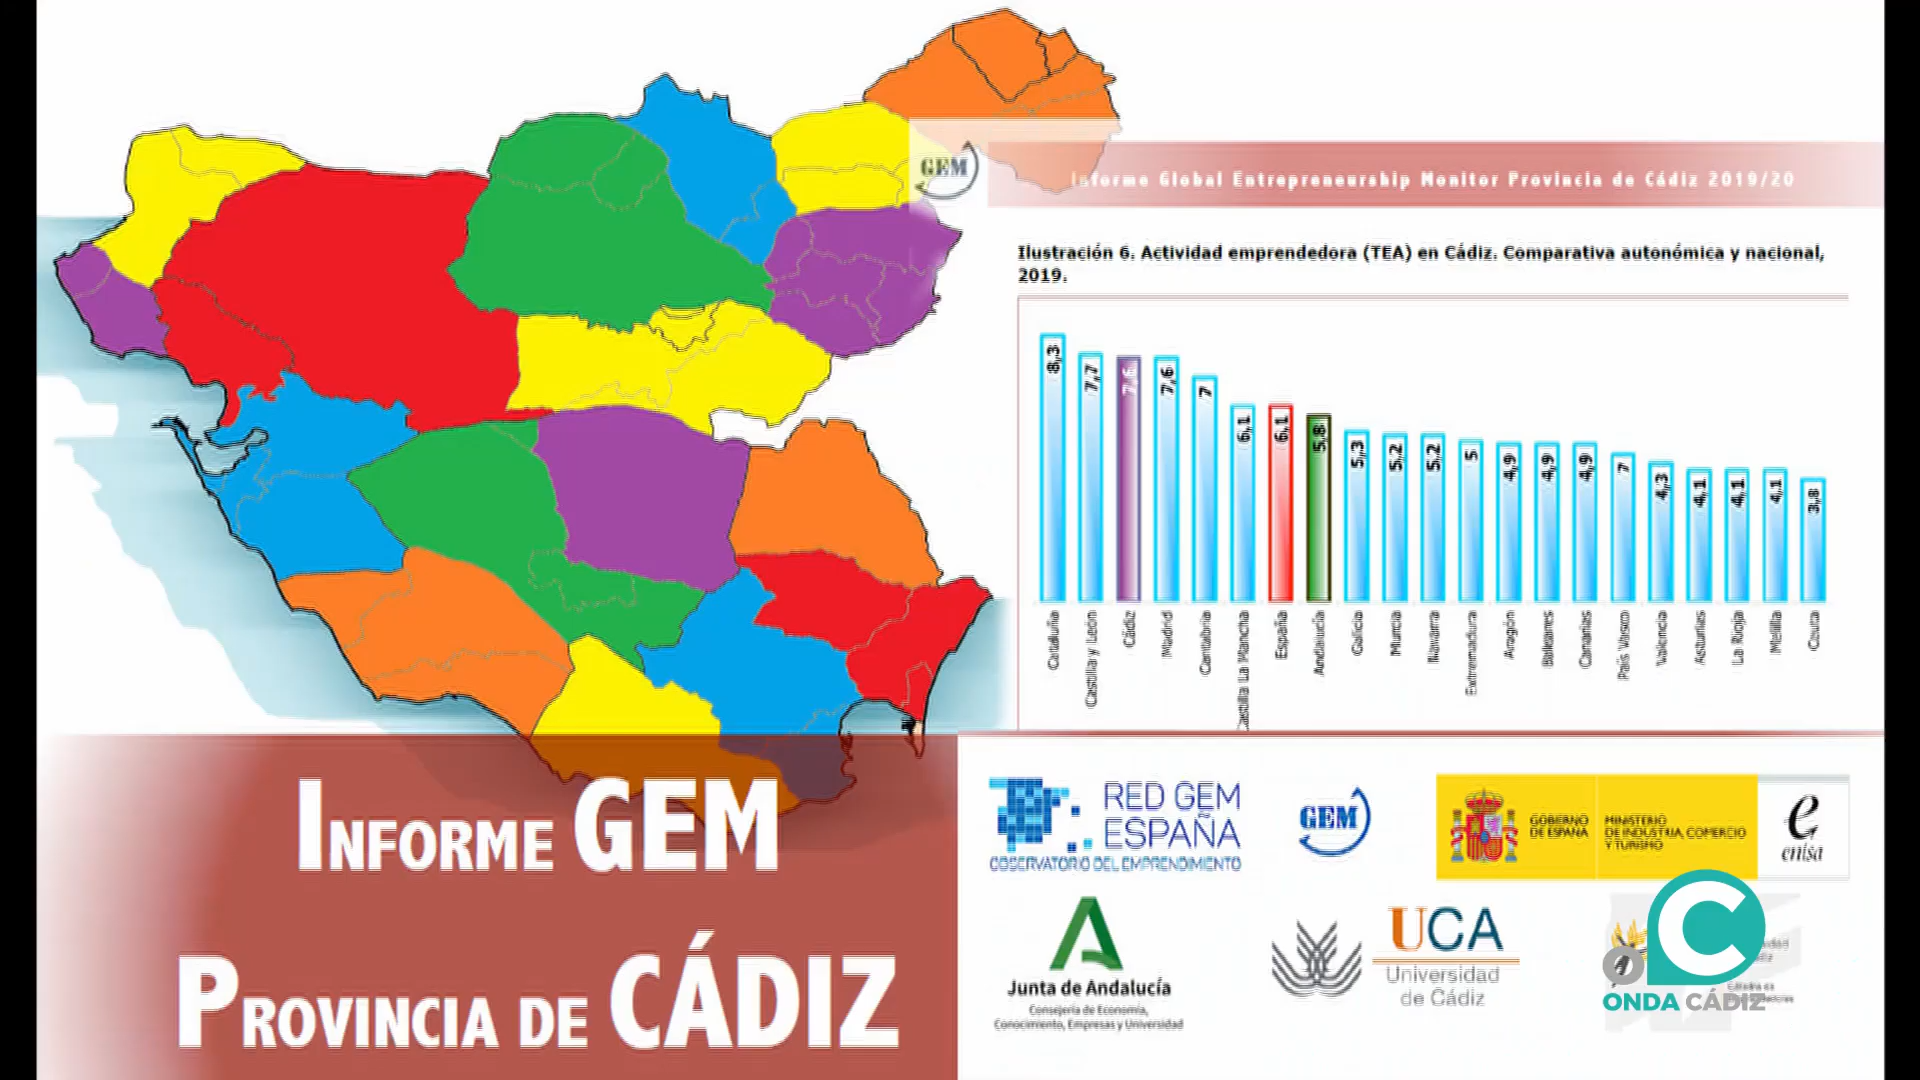 GEM
Informe Global Entrepreneurship Monitor Provincia de Cádiz 2019/20
Ilustración 6. Actividad emprendedora (TEA) en Cádiz. Comparativa autonómica y nacional,
2019.
8,3
7,7
7,6
7,6
7
6,1
6,1
5,8
5,3
5,2
5,2
5
4,9
4,9
4,9
7
4,3
4,1
4,1
4,1
3,8
Cataluña
Castilla y León
Cádiz
Madrid
Cantabria
Castilla La Mancha
España
Andalucía
Galicia
Murcia
Navarra
Extremadura
Aragón
Baleares
Canarias
País Vasco
Valencia
Asturias
La Rioja
Melilla
Ceuta
INFORME GEM
PROVINCIA DE CÁDIZ
RED GEM
ESPAÑA
OBSERVATORIO DEL EMPRENDIMIENTO
GEM
GOBIERNO
DE ESPAÑA
MINISTERIO
DE INDUSTRIA, COMERCIO
Y TURISMO
e
enisa
Junta de Andalucía
Consejería de Economía,
Conocimiento, Empresas y Universidad
UCA
Universidad
de Cádiz
O
C
ONDA CÁDIZ